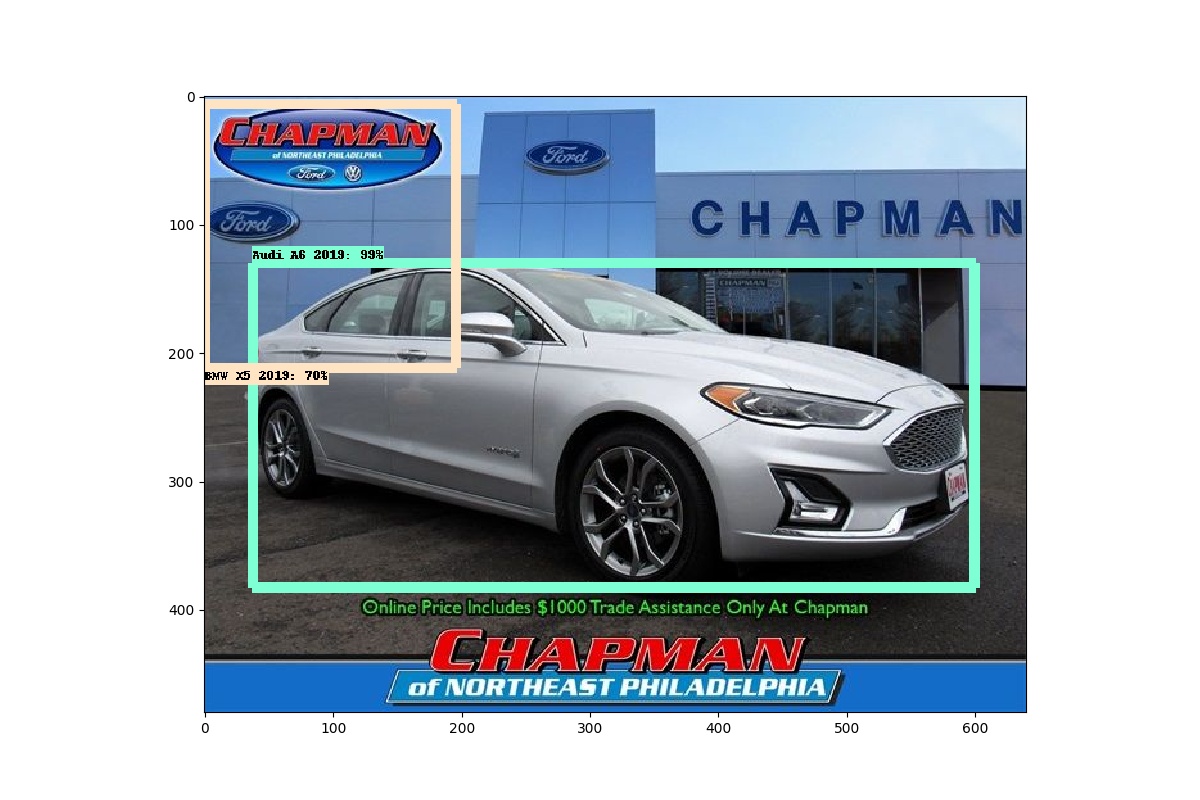 0
100
200
300
400
0 100 200 300 400 500 600
CHAPMAN
of NORTHEAST PHILADELPHIA
Ford
Ford
Ford
CHAPMAN
Audi A6 2019: 99%
BMW X5 2019: 70%
Online Price Includes $1000 Trade Assistance Only At Chapman
CHAPMAN
of NORTHEAST PHILADELPHIA